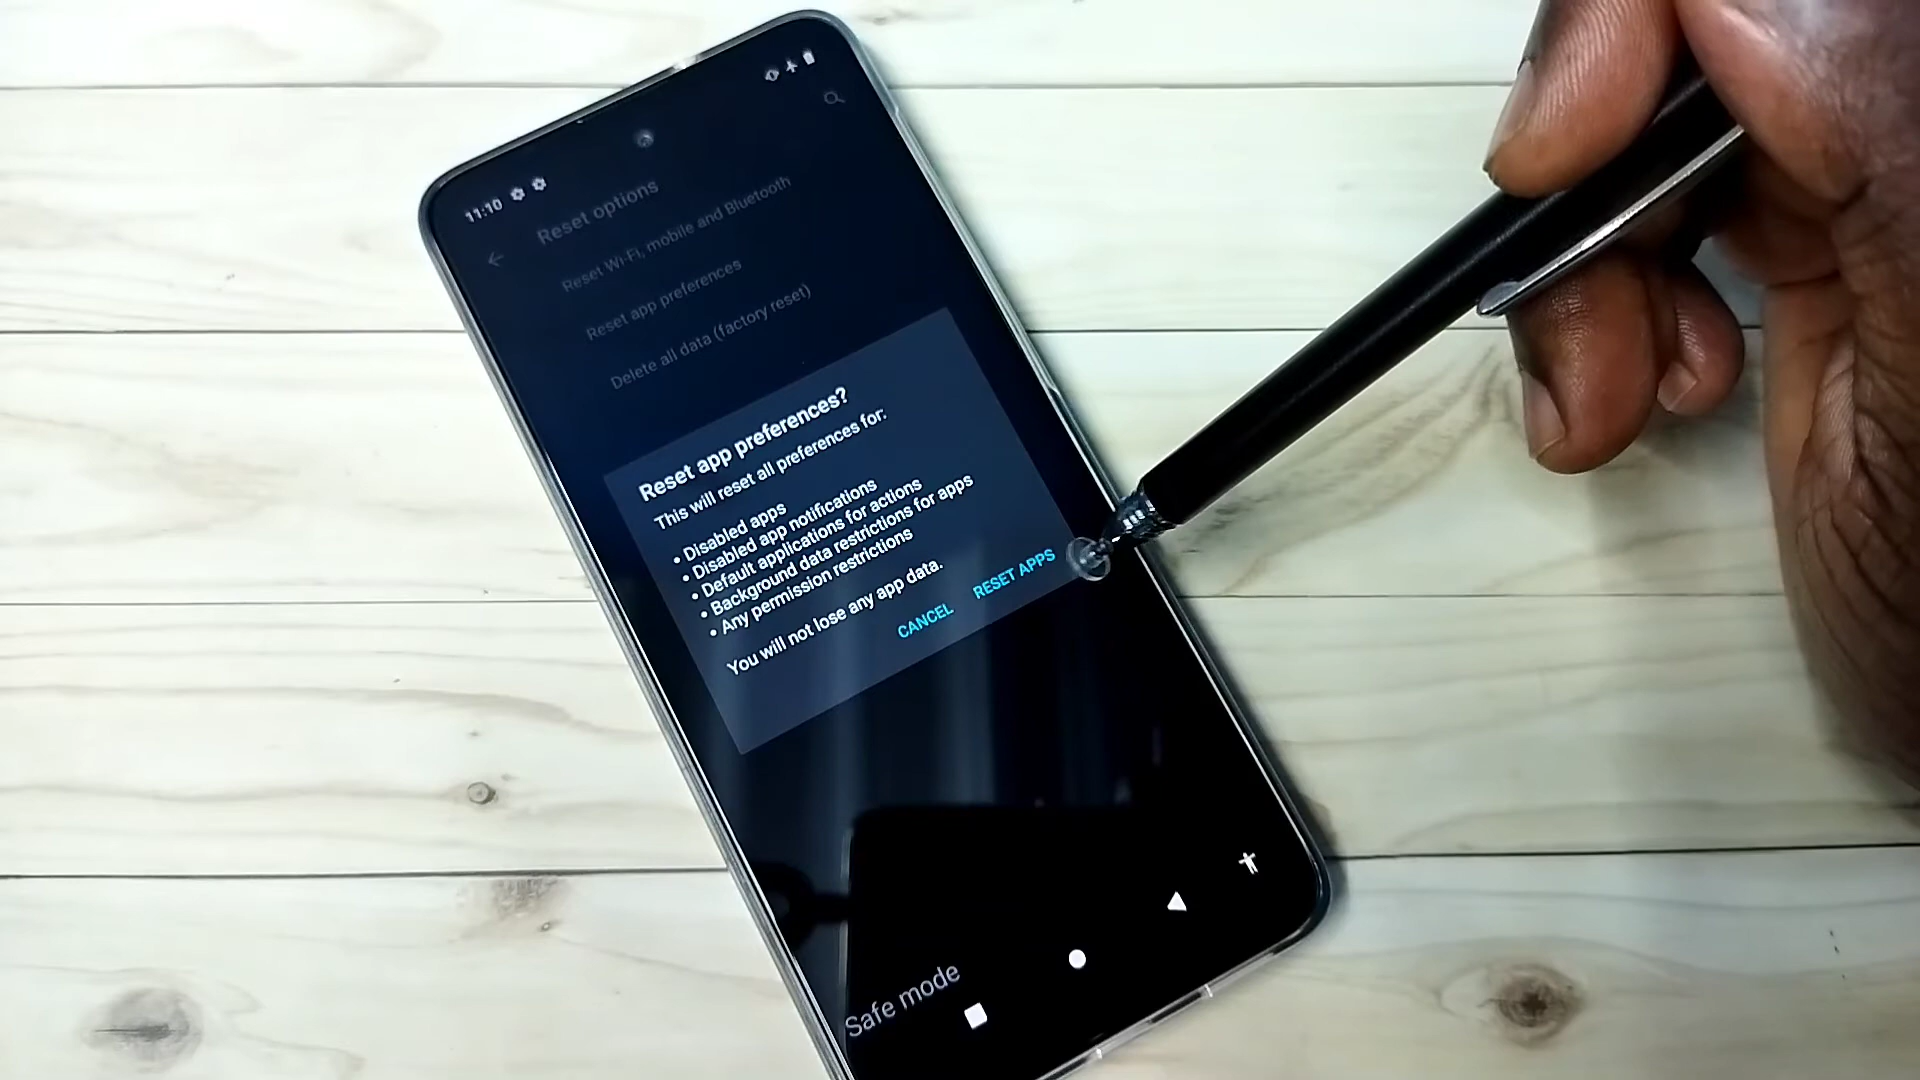 11:10
Reset options
Reset Wi-Fi, mobile and Bluetooth
Reset app preferences
Delete all data (factory reset)
Reset app preferences?
This will reset all preferences for:
• Disabled apps
• Disabled app notifications
• Default applications for actions
• Background data restrictions for apps
• Any permission restrictions
You will not lose any app data.
CANCEL
RESET APPS
Safe mode